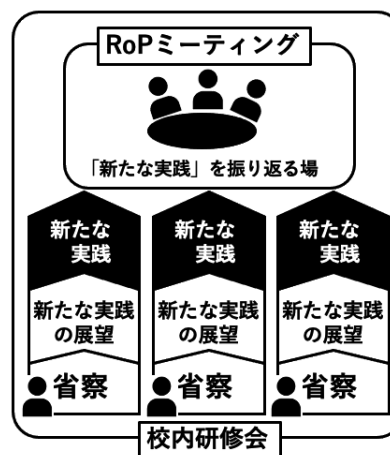 RoPミーティング
「新たな実践」を振り返る場
新たな
実践
新たな
実践
新たな
実践
新たな実践
の展望
新たな実践
の展望
新たな実践
の展望
省察
省察
省察
校内研修会